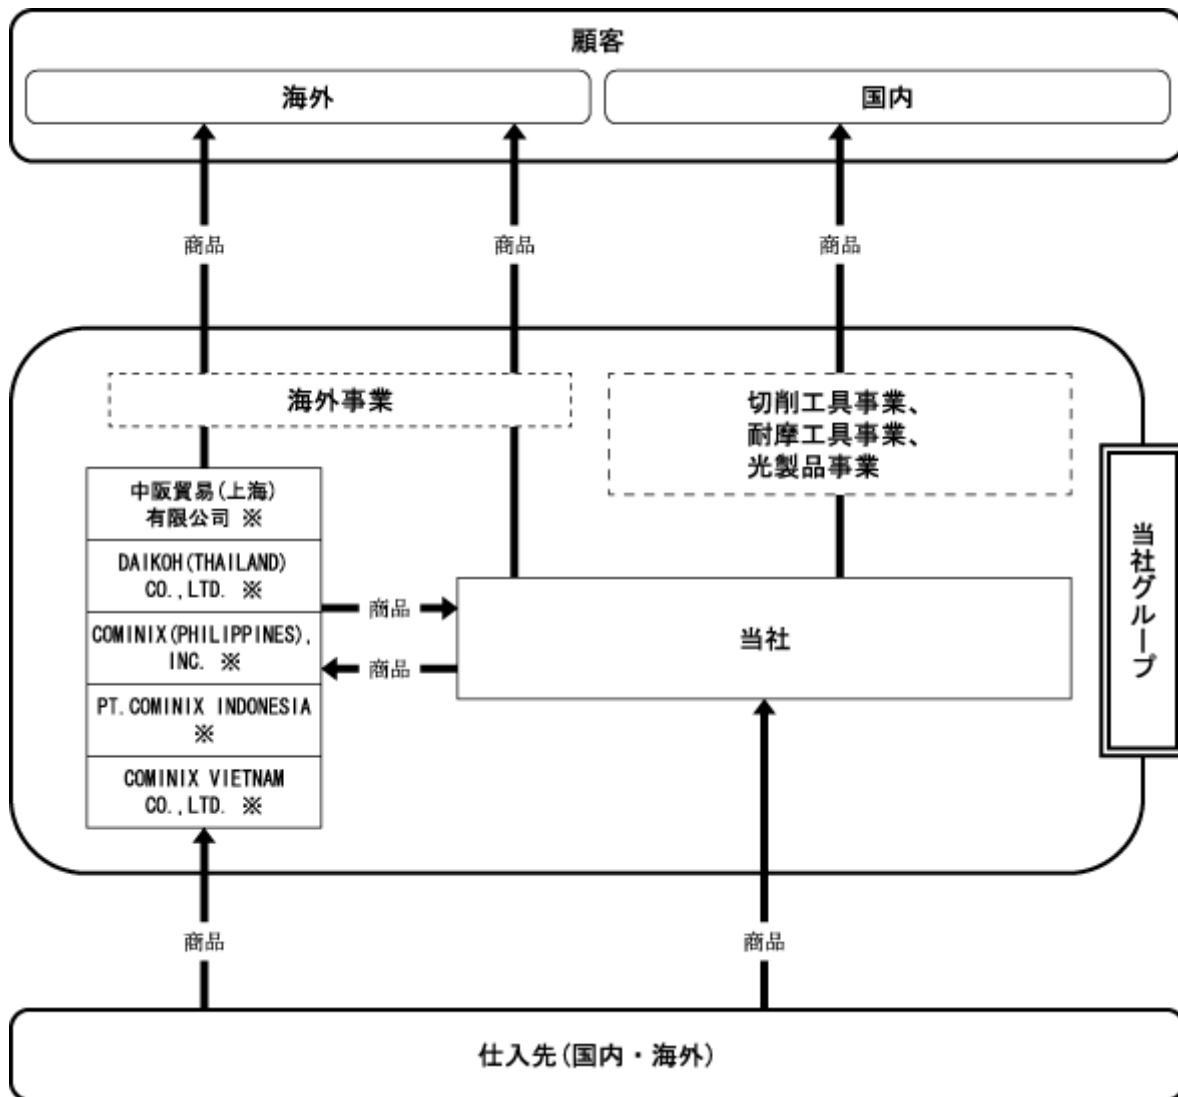 顧客
海外
国内
商品
商品
商品
海外事業
切削工具事業、
耐摩工具事業、
光製品事業
中阪貿易(上海)
有限公司 ※
DAIKOH(THAILAND)
CO.,LTD. ※
COMINIX(PHILIPPINES),
INC. ※
PT.COMINIX INDONESIA
※
COMINIX VIETNAM
CO.,LTD. ※
商品
商品
当社
当社グループ
商品
商品
仕入先(国内・海外)